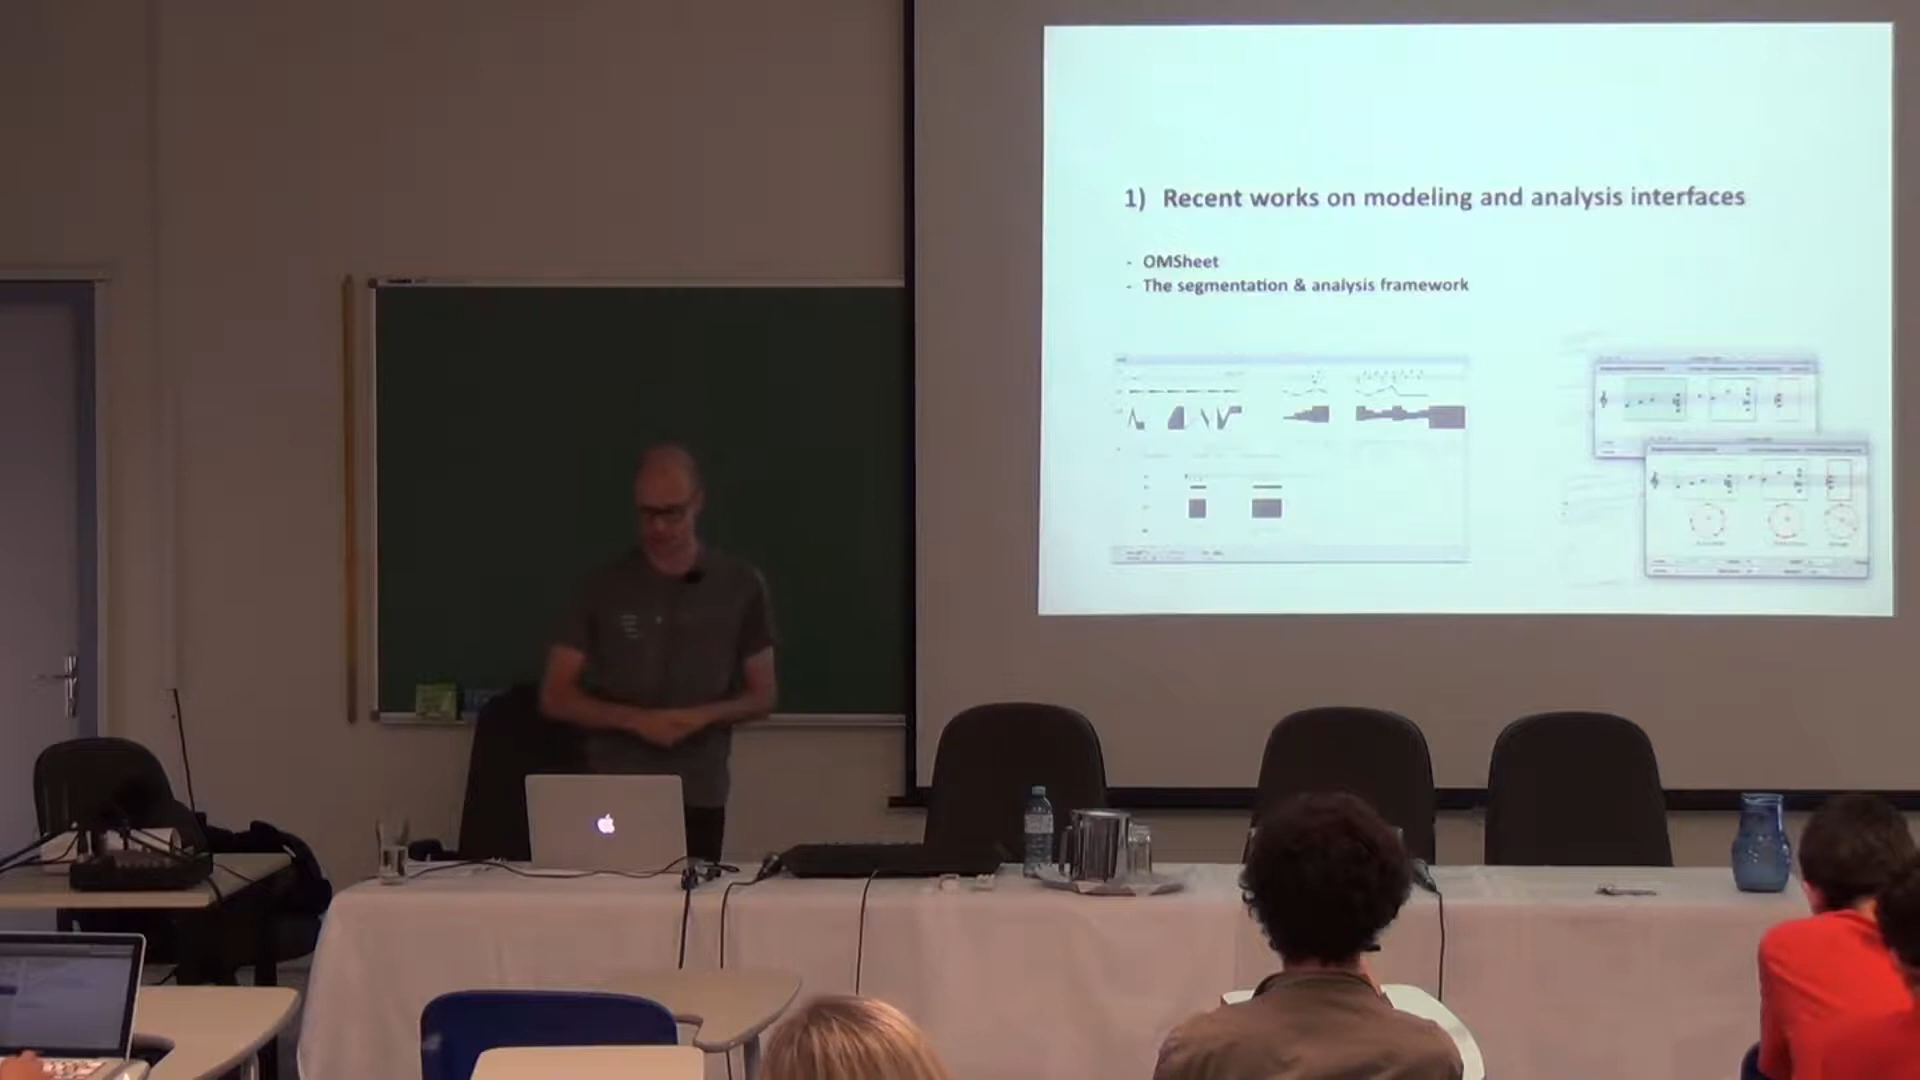 1) Recent works on modeling and analysis interfaces
- OMSheet
- The segmentation & analysis framework